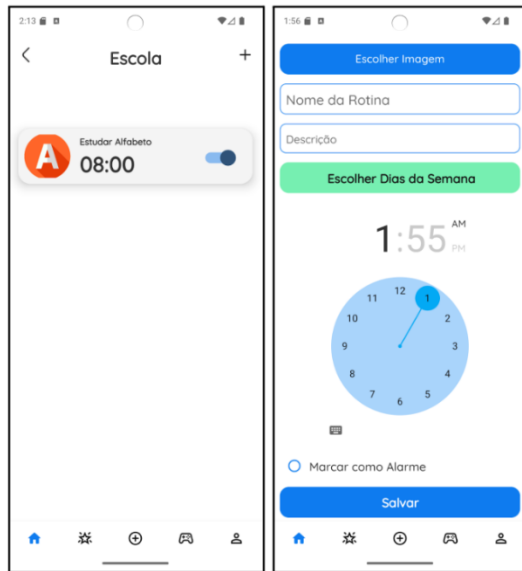 2:13
Escola
+
A
Estudar Alfabeto
08:00
1:56
Escolher Imagem
Nome da Rotina
Descrição
Escolher Dias da Semana
1:55
AM
PM
12
1
2
3
4
5
6
7
8
9
10
11
Marcar como Alarme
Salvar